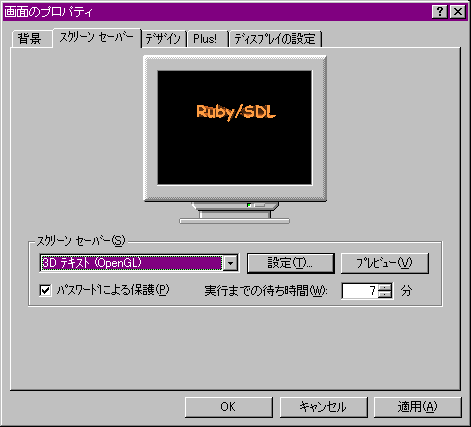 画面のプロパティ
背景 スクリーン セーバー デザイン Plus! ディスプレイの設定
Ruby/SDL
スクリーン セーバー(S)
3D テキスト (OpenGL) 設定(T)... プレビュー(V)
パスワードによる保護(P) 実行までの待ち時間(W): 7 分
OK キャンセル 適用(A)